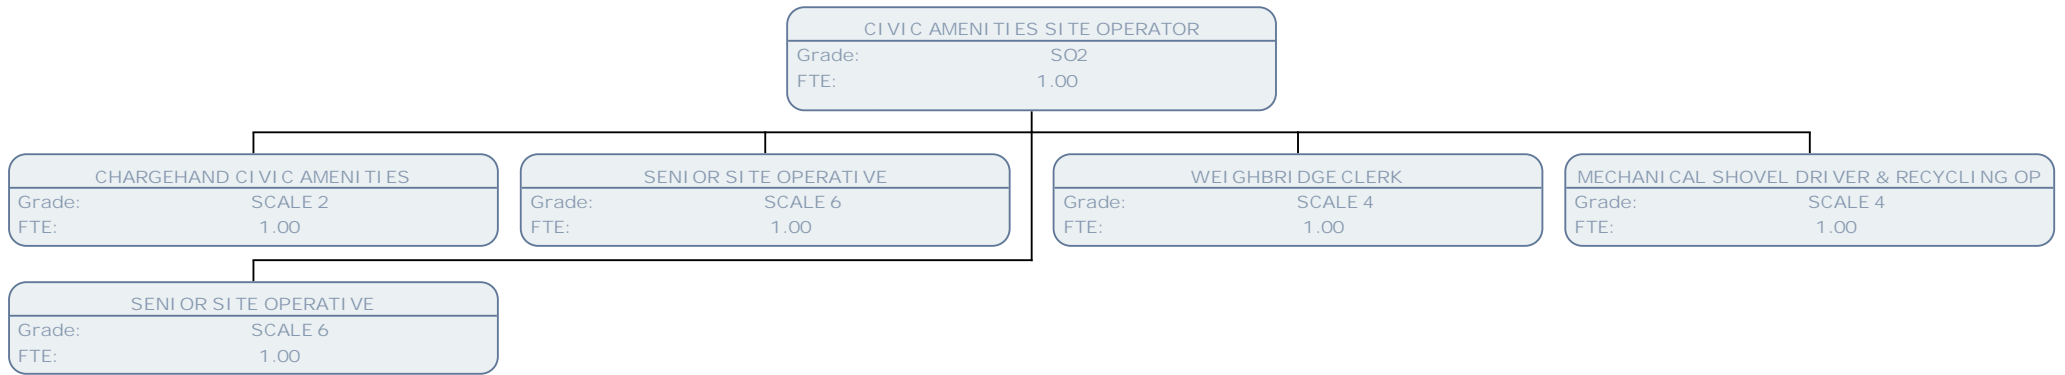 CIVIC AMENITIES SITE OPERATOR
Grade: SO2
FTE: 1.00
CHARGEHAND CIVIC AMENITIES
Grade: SCALE 2
FTE: 1.00
SENIOR SITE OPERATIVE
Grade: SCALE 6
FTE: 1.00
WEIGHBRIDGE CLERK
Grade: SCALE 4
FTE: 1.00
MECHANICAL SHOVEL DRIVER & RECYCLING OP
Grade: SCALE 4
FTE: 1.00
SENIOR SITE OPERATIVE
Grade: SCALE 6
FTE: 1.00